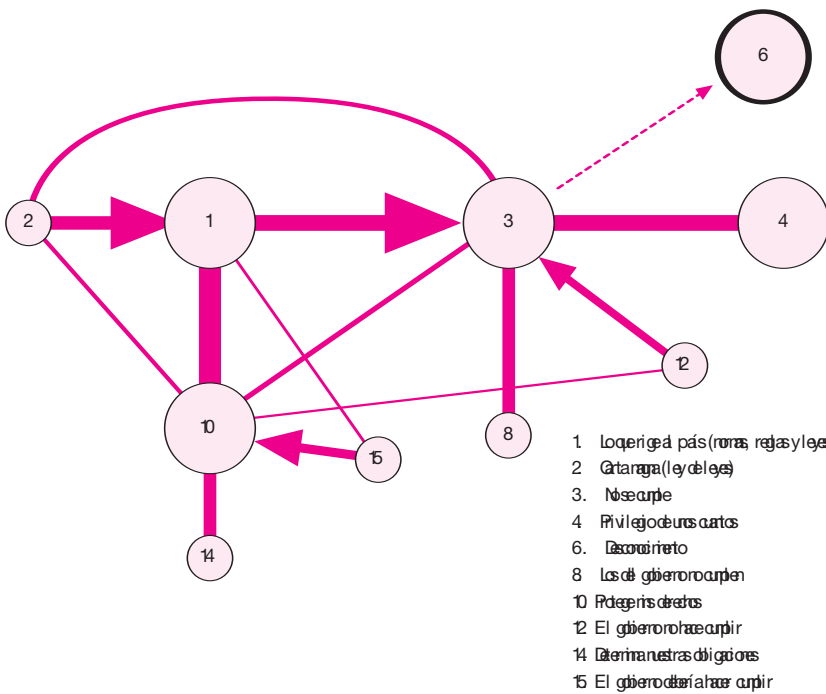 6
2
1
3
4
12
10
8
15
14
1. Lo que rige al país (normas, reglas y leyes
2 Carta magna (ley de leyes)
3. No se cumple
4 Privilegio de unos cuantos
6. Desconocimiento
8 Los del gobierno no cumplen
10 Protegen mis derechos
12 El gobierno no hace cumplir
14 Determina nuestras obligaciones
15 El gobierno debería hacer cumplir